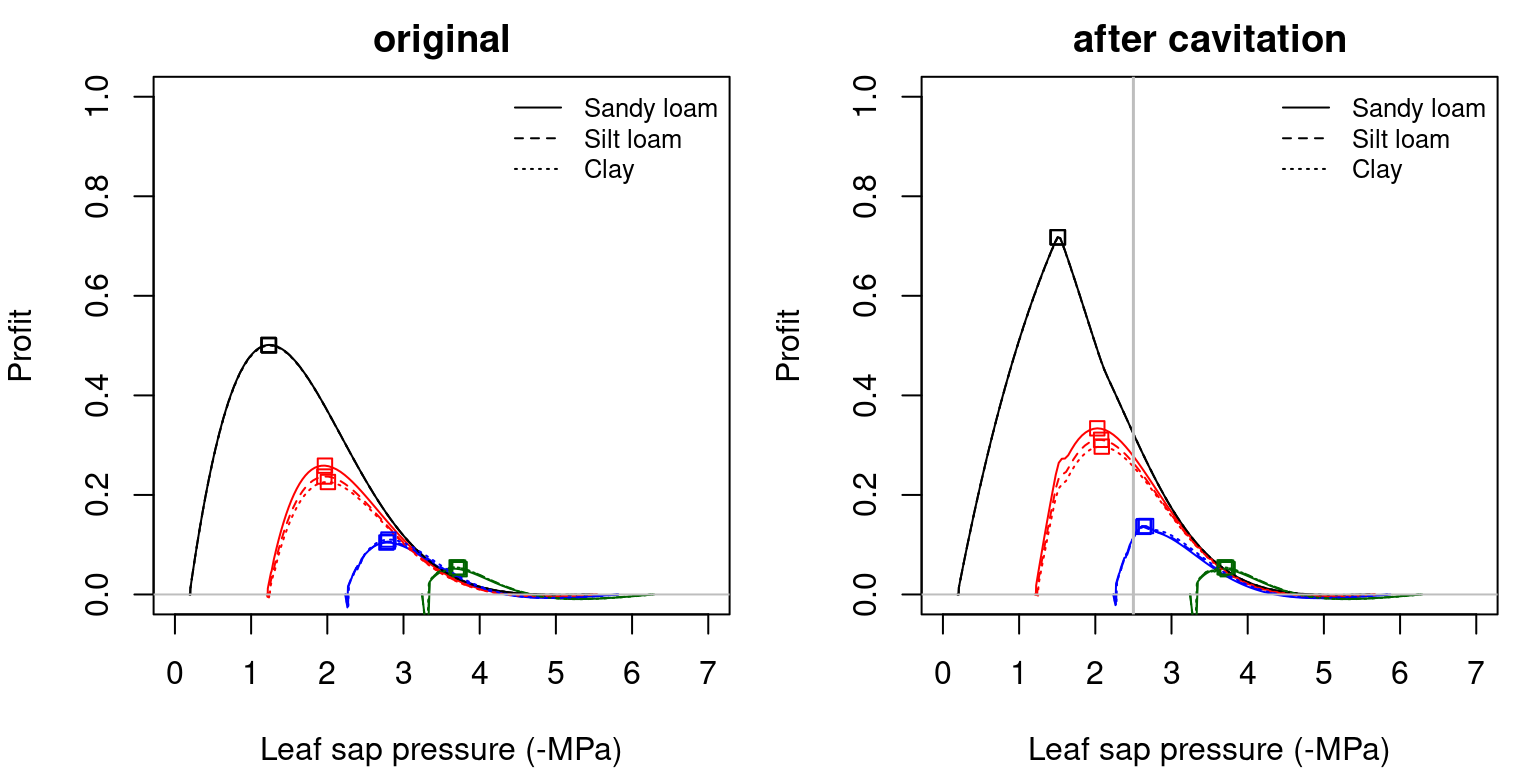 original
Profit
1.0
0.8
0.6
0.4
0.2
0.0
Sandy loam
Silt loam
Clay
0 1 2 3 4 5 6 7
Leaf sap pressure (-MPa)
after cavitation
Profit
1.0
0.8
0.6
0.4
0.2
0.0
Sandy loam
Silt loam
Clay
0 1 2 3 4 5 6 7
Leaf sap pressure (-MPa)